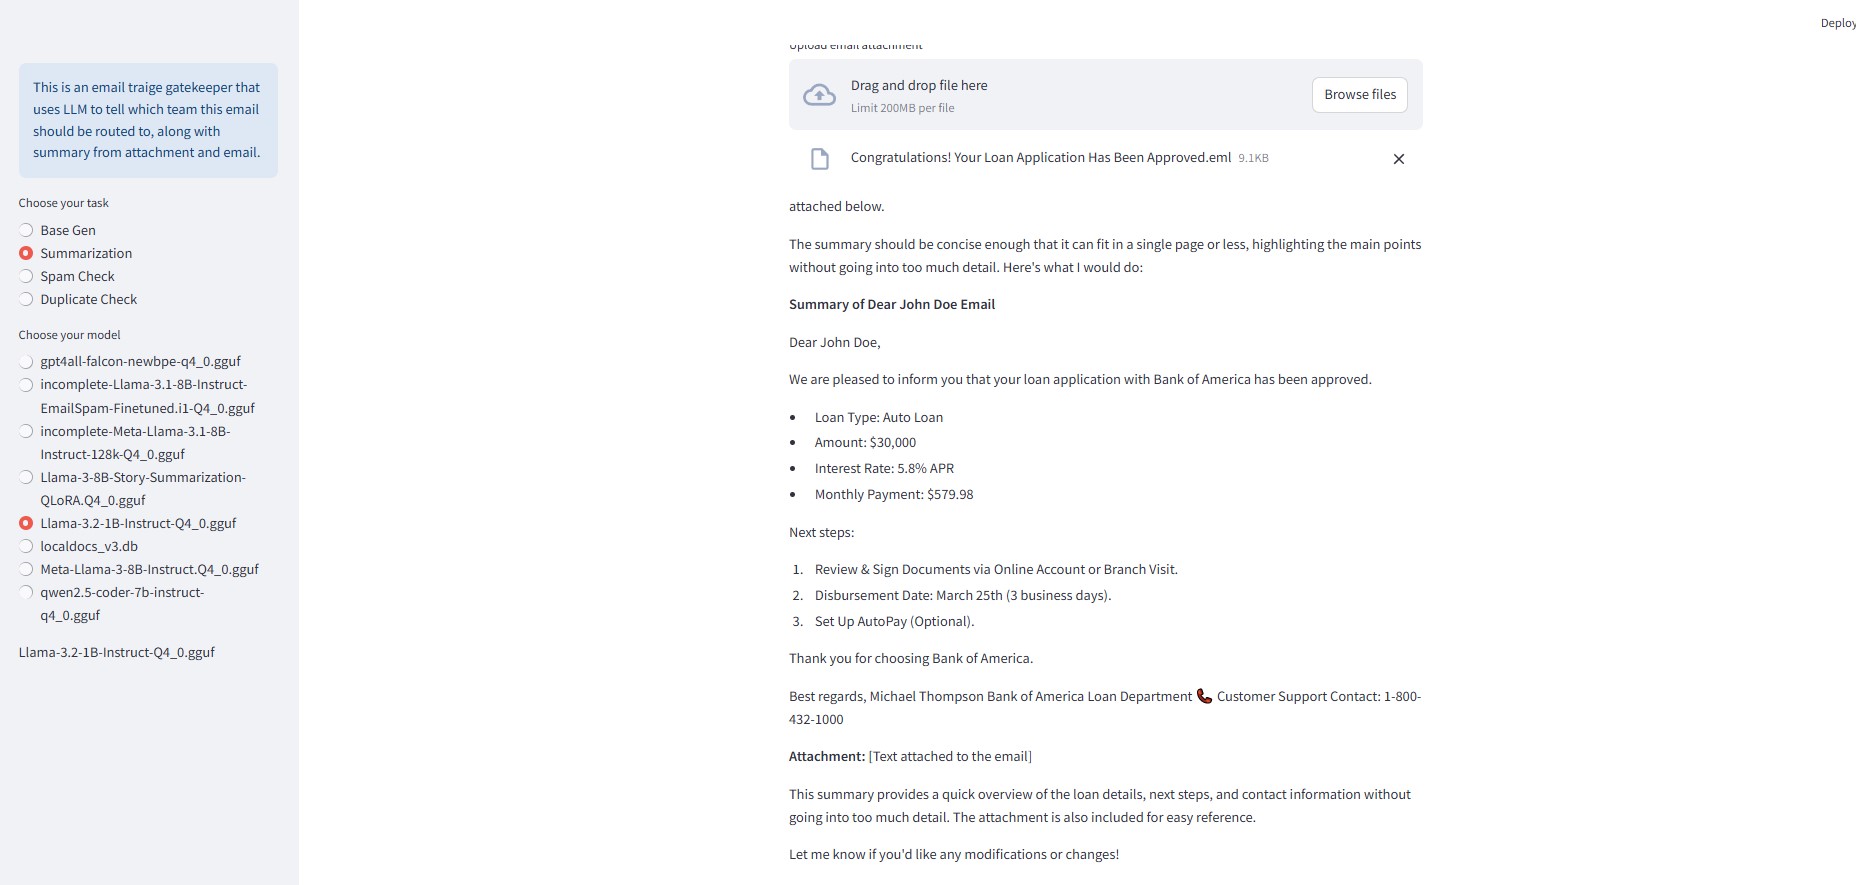 Deploy
This is an email traige gatekeeper that
uses LLM to tell which team this email
should be routed to, along with
summary from attachment and email.
Choose your task
Base Gen
Summarization
Spam Check
Duplicate Check
Choose your model
gpt4all-falcon-newbpe-q4_0.gguf
incomplete-Llama-3.1-8B-Instruct-
EmailSpam-Finetuned.i1-Q4_0.gguf
incomplete-Meta-Llama-3.1-8B-
Instruct-128k-Q4_0.gguf
Llama-3-8B-Story-Summarization-
QLoRA.Q4_0.gguf
Llama-3.2-1B-Instruct-Q4_0.gguf
localdocs_v3.db
Meta-Llama-3-8B-Instruct.Q4_0.gguf
qwen2.5-coder-7b-instruct-
q4_0.gguf
Llama-3.2-1B-Instruct-Q4_0.gguf
Upload email attachment
Drag and drop file here
Limit 200MB per file
Browse files
Congratulations! Your Loan Application Has Been Approved.eml 9.1KB
attached below.
The summary should be concise enough that it can fit in a single page or less, highlighting the main points
without going into too much detail. Here's what I would do:
Summary of Dear John Doe Email
Dear John Doe,
We are pleased to inform you that your loan application with Bank of America has been approved.
• Loan Type: Auto Loan
• Amount: $30,000
• Interest Rate: 5.8% APR
• Monthly Payment: $579.98
Next steps:
1. Review & Sign Documents via Online Account or Branch Visit.
2. Disbursement Date: March 25th (3 business days).
3. Set Up AutoPay (Optional).
Thank you for choosing Bank of America.
Best regards, Michael Thompson Bank of America Loan Department 📞 Customer Support Contact: 1-800-
432-1000
Attachment: [Text attached to the email]
This summary provides a quick overview of the loan details, next steps, and contact information without
going into too much detail. The attachment is also included for easy reference.
Let me know if you'd like any modifications or changes!